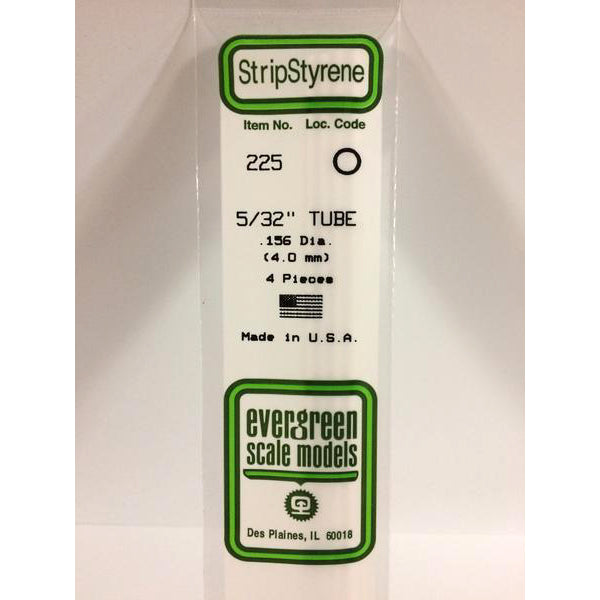 StripStyrene
Item No. Loc. Code
225
5/32" TUBE
.156 Dia.
(4.0 mm)
4 Pieces
Made in U.S.A.
evergreen
scale models
Des Plaines, IL 60018